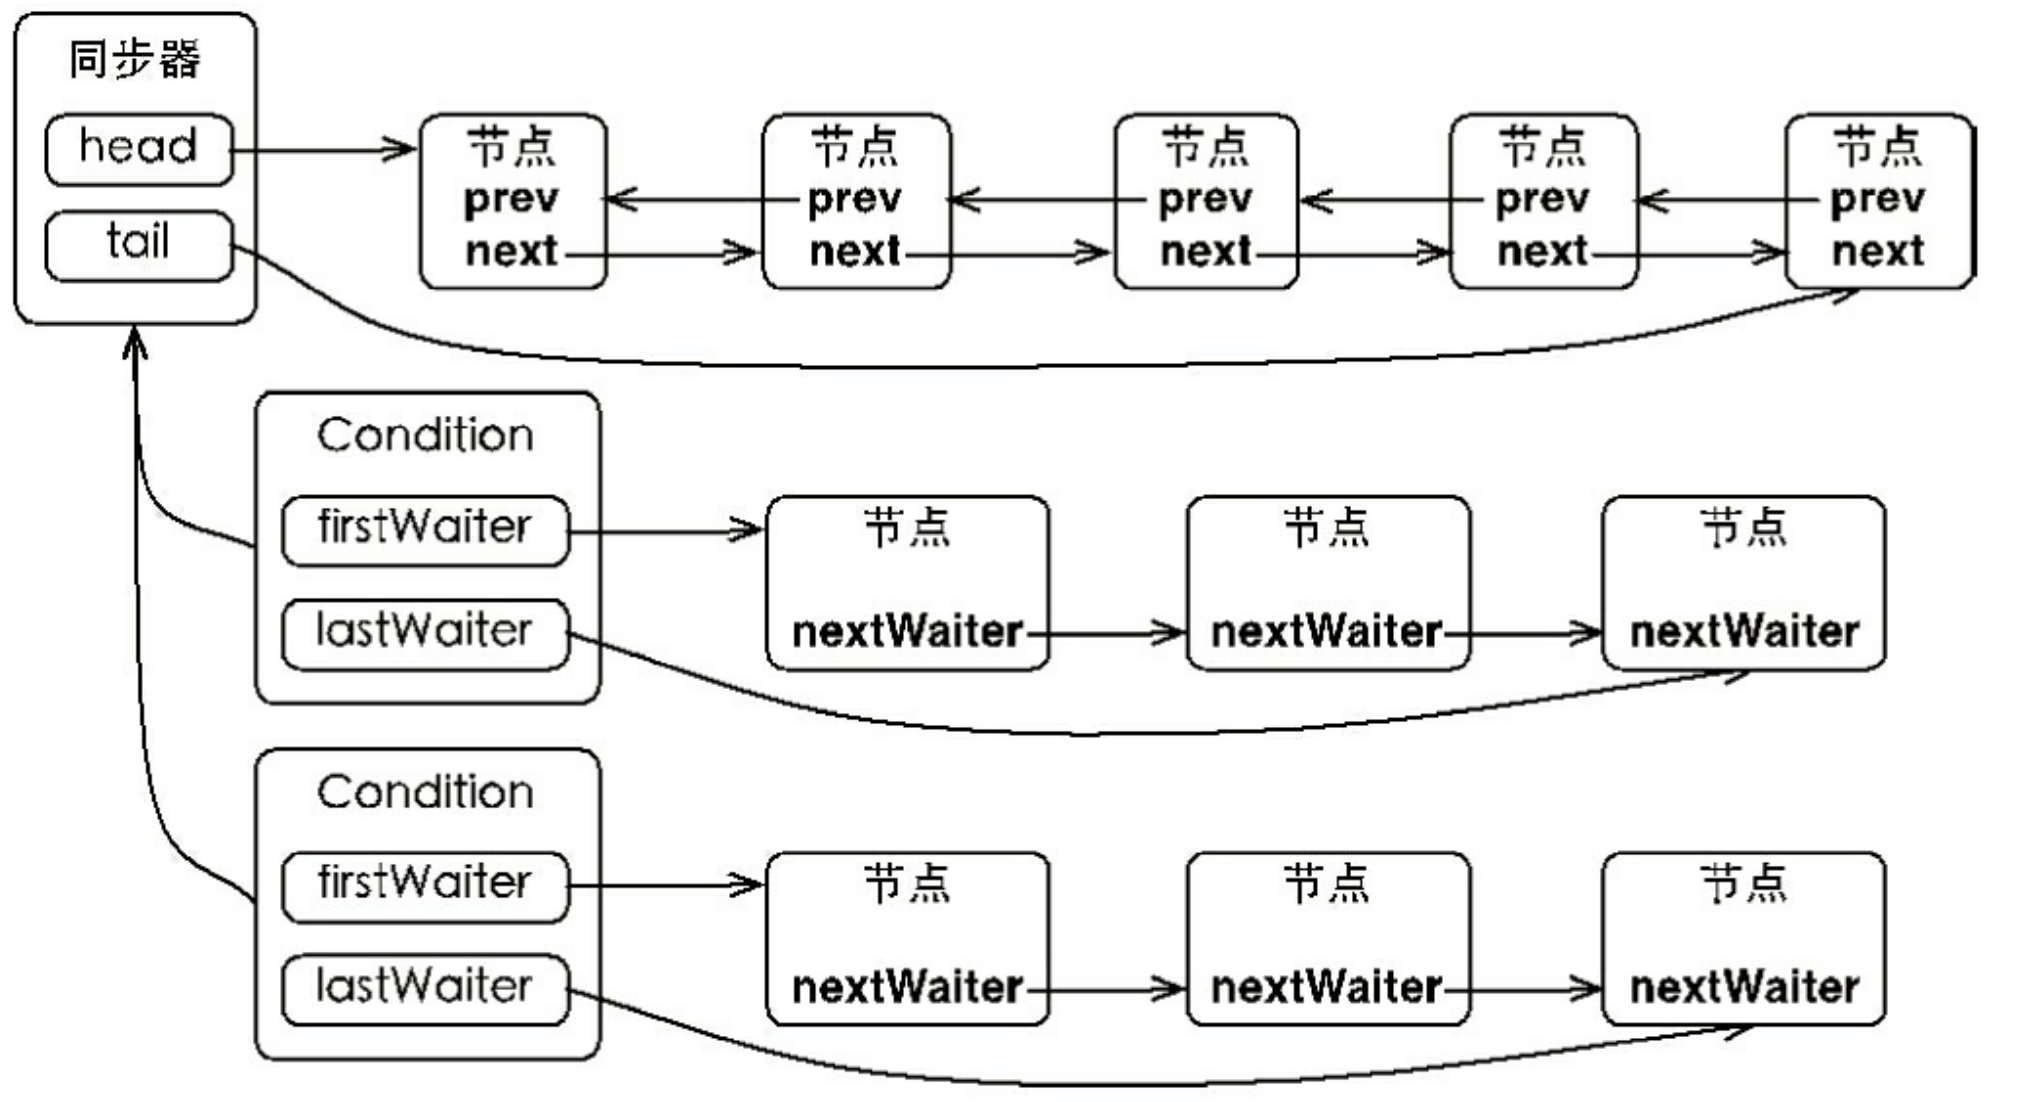 同步器
head
tail
节点
prev
next
节点
prev
next
节点
prev
next
节点
prev
next
节点
prev
next
Condition
firstWaiter
lastWaiter
节点
nextWaiter
节点
nextWaiter
节点
nextWaiter
Condition
firstWaiter
lastWaiter
节点
nextWaiter
节点
nextWaiter
节点
nextWaiter